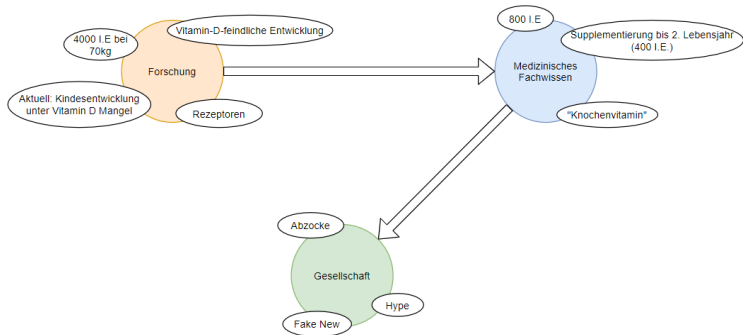 4000 I.E bei
70kg
Vitamin-D-feindliche Entwicklung
Forschung
Aktuell: Kindesentwicklung
unter Vitamin D Mangel
Rezeptoren
800 I.E
Supplementierung bis 2. Lebensjahr
(400 I.E.)
Medizinisches
Fachwissen
"Knochenvitamin"
Abzocke
Gesellschaft
Hype
Fake New